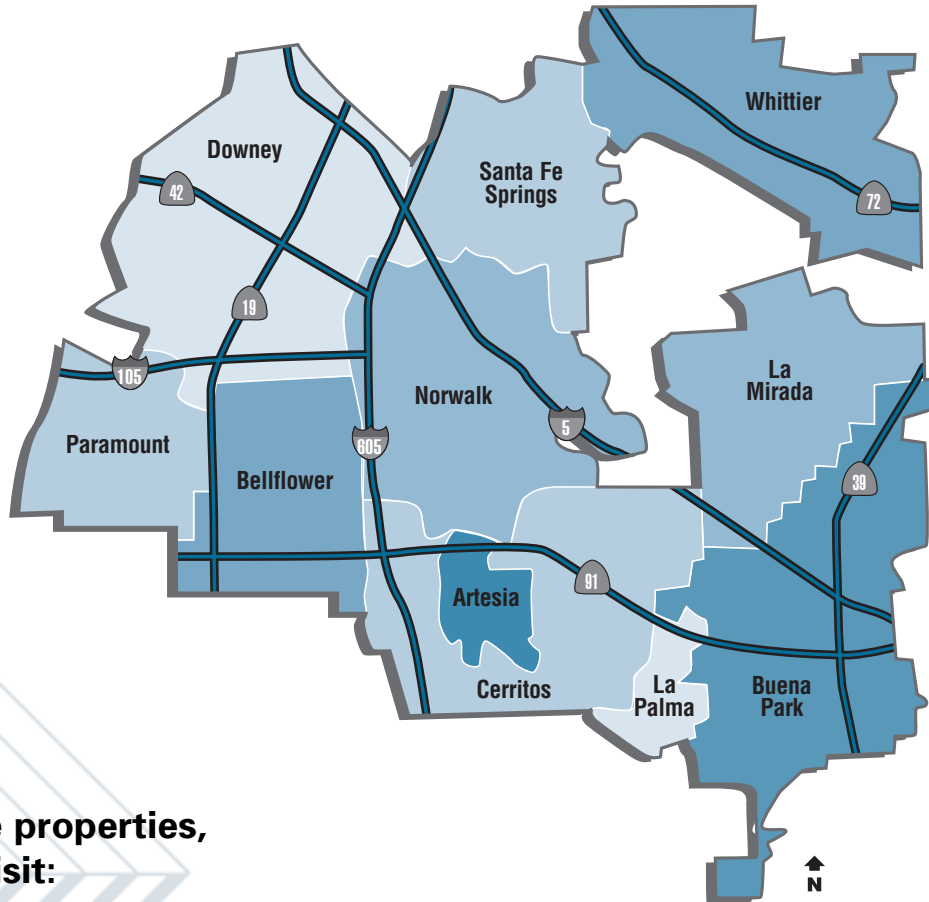 Whittier
Downey
Santa Fe
Springs
42
72
19
La
Mirada
105
Norwalk
5
Paramount
605
Bellflower
39
91
Artesia
Cerritos
La
Palma
Buena
Park
properties,
N